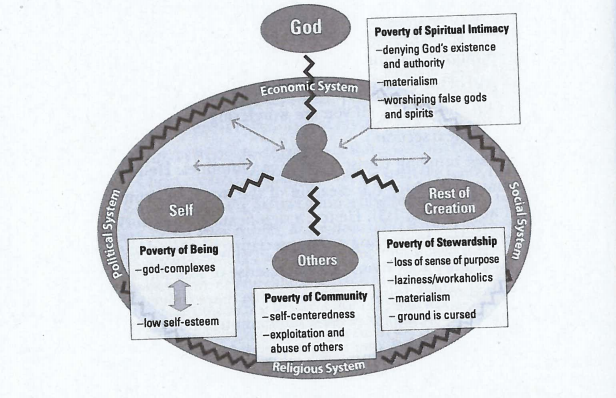 God
Poverty of Spiritual Intimacy
–denying God's existence
and authority
–materialism
–worshiping false gods
and spirits
Economic System
Political System
Social System
Self
Rest of
Creation
Others
Poverty of Being
–god-complexes
–low self-esteem
Poverty of Community
–self-centeredness
–exploitation and
abuse of others
Poverty of Stewardship
–loss of sense of purpose
–laziness/workaholics
–materialism
–ground is cursed
Religious System